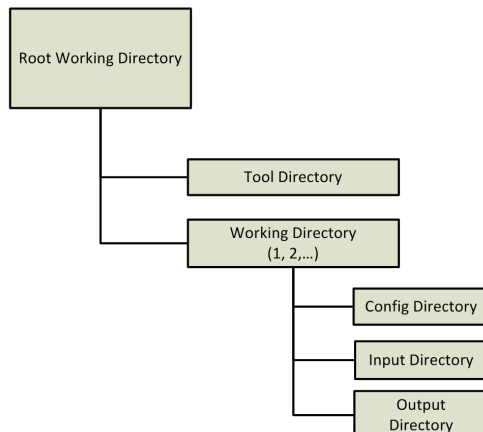 Root Working Directory
Tool Directory
Working Directory
(1, 2,...)
Config Directory
Input Directory
Output
Directory